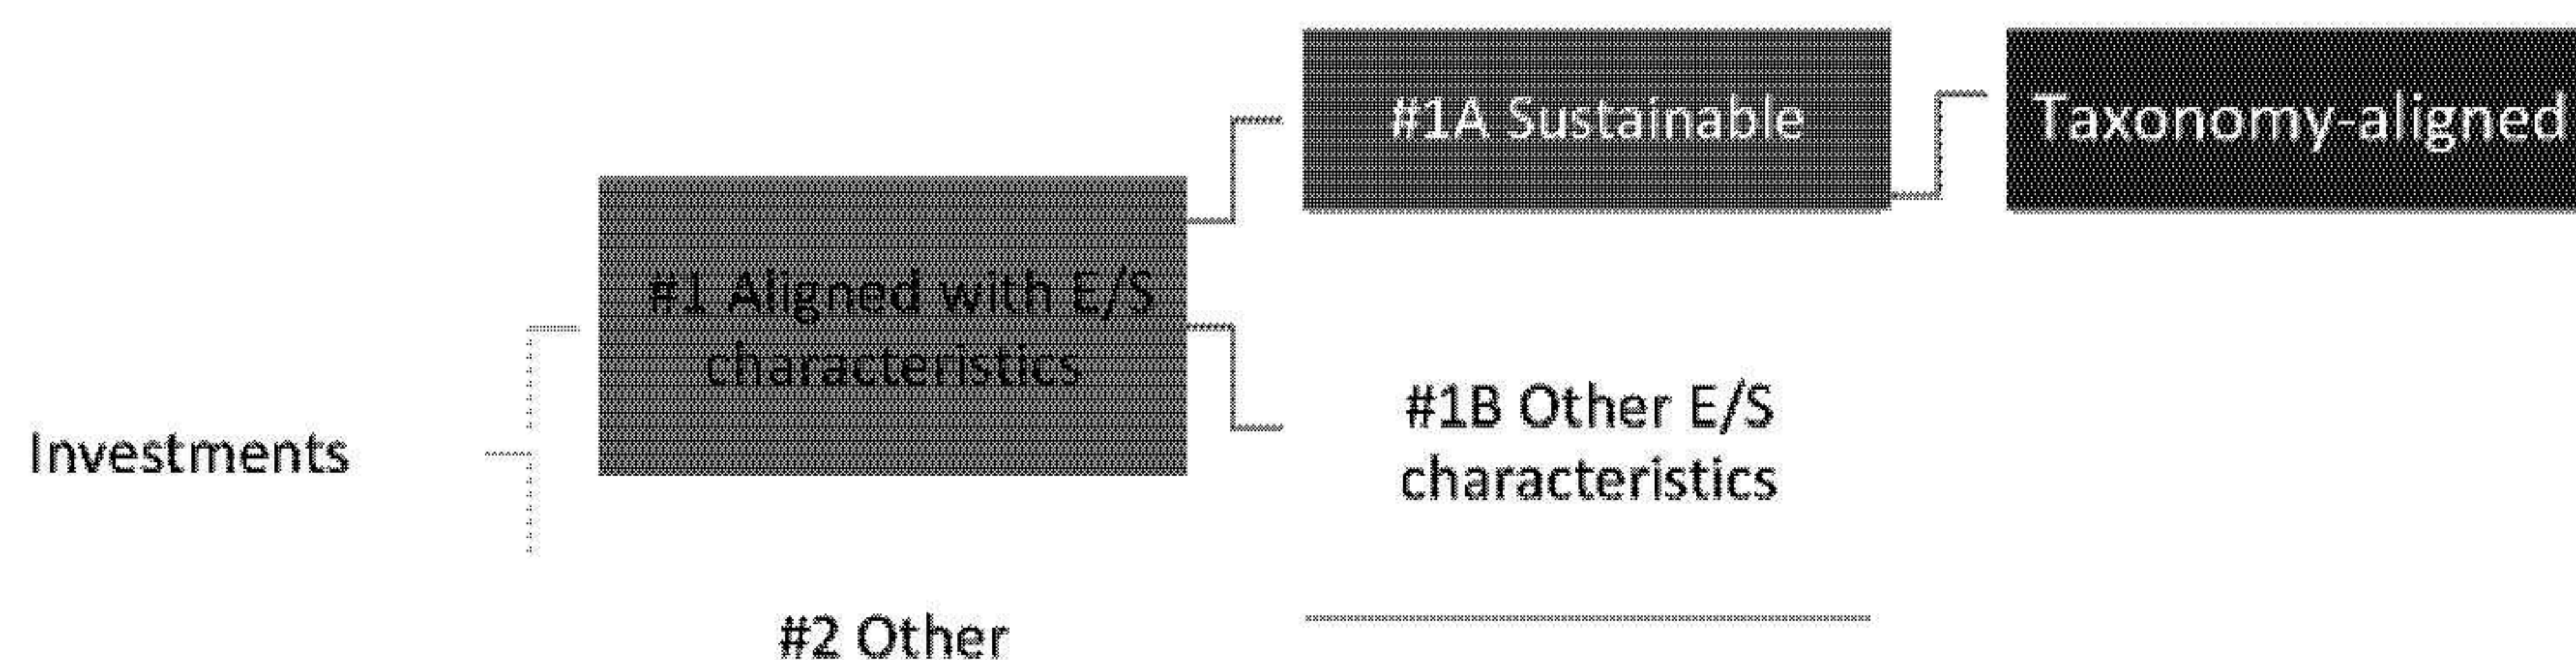 #1A Sustainable
Taxonomy-aligned
#1 Aligned with E/S
characteristics
#1B Other E/S
characteristics
Investments
#2 Other